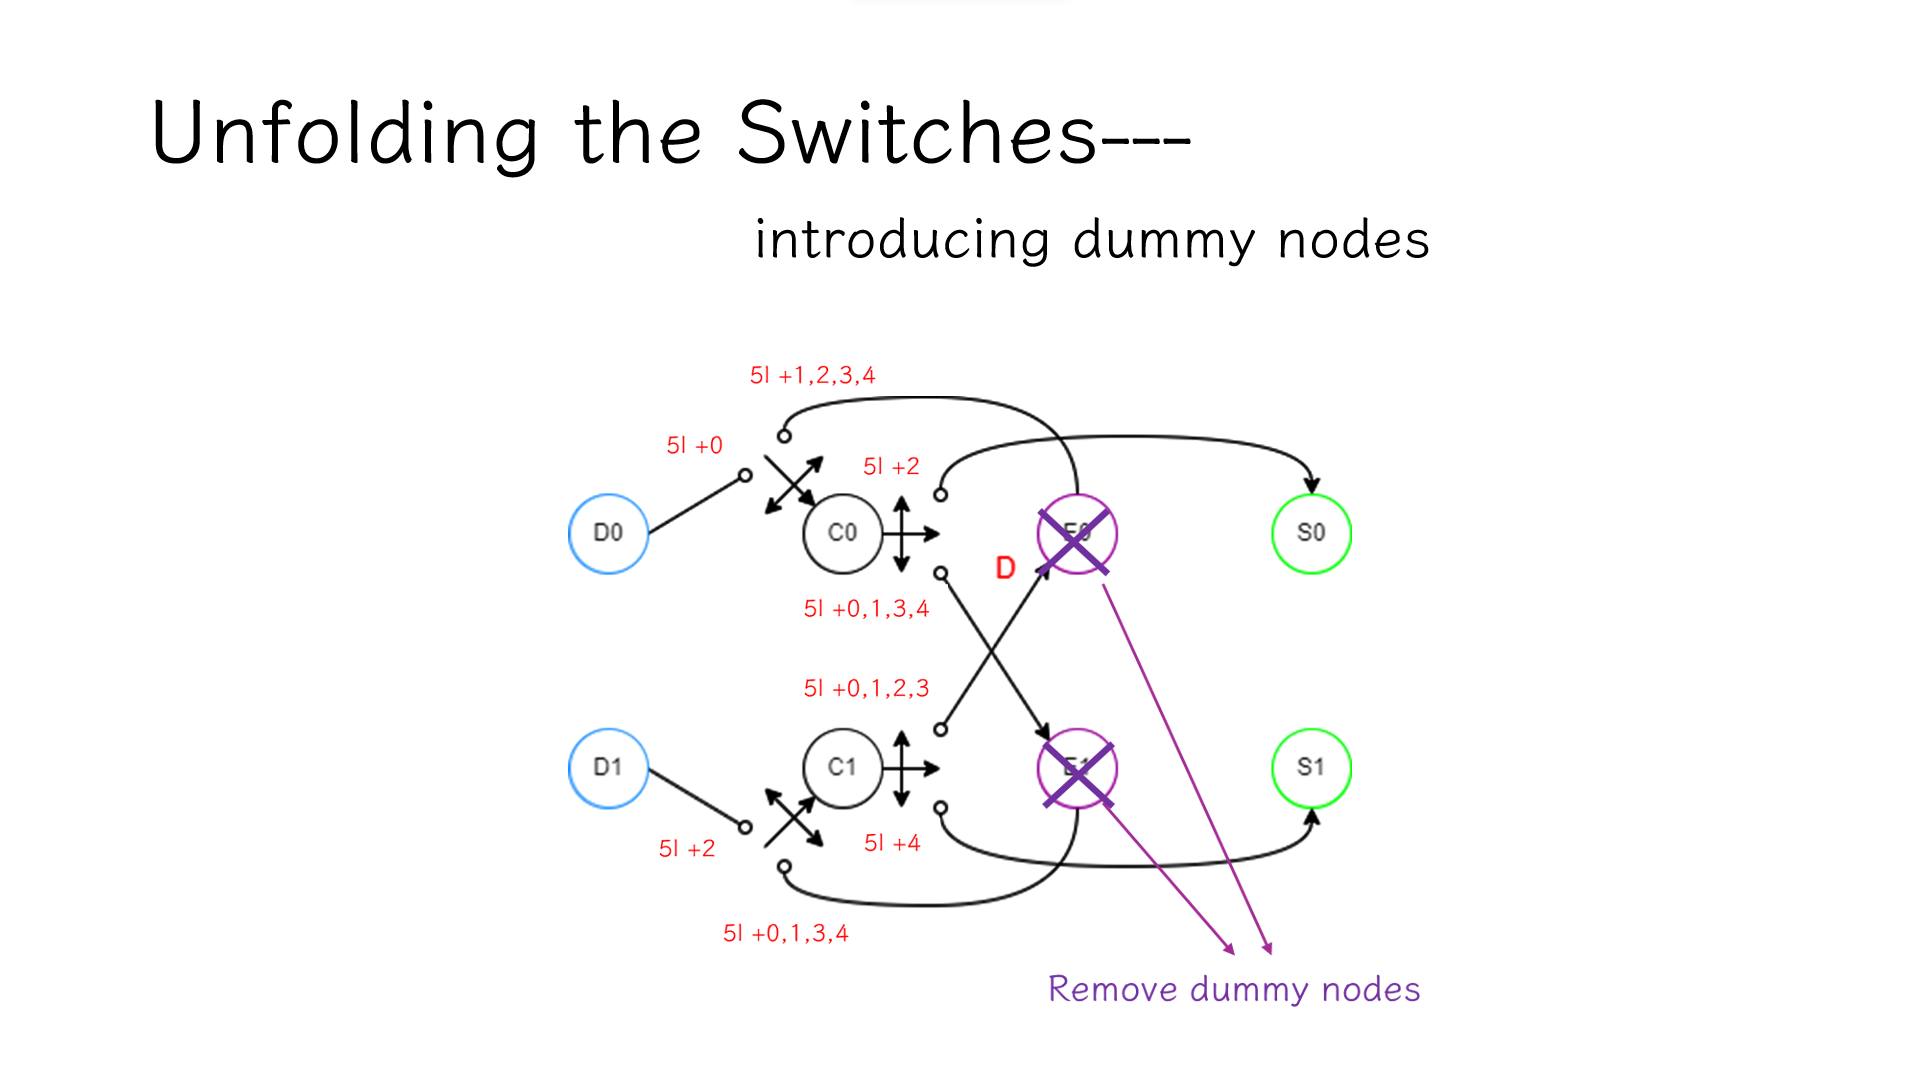 Unfolding the Switches---
introducing dummy nodes
5l +1,2,3,4
5l +0
5l +2
D0
C0
E0
S0
D
5l +0,1,3,4
5l +0,1,2,3
D1
C1
E1
S1
5l +2
5l +4
5l +0,1,3,4
Remove dummy nodes